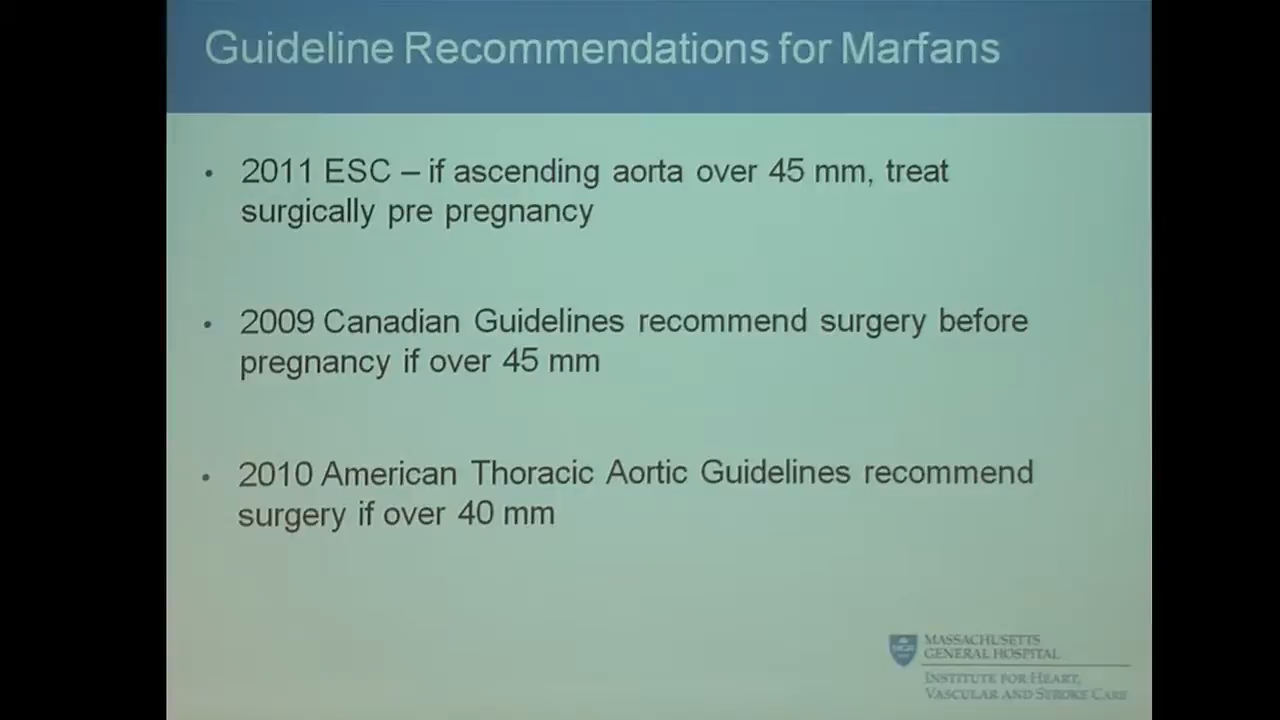 Guideline Recommendations for Marfans
• 2011 ESC – if ascending aorta over 45 mm, treat
surgically pre pregnancy
• 2009 Canadian Guidelines recommend surgery before
pregnancy if over 45 mm
• 2010 American Thoracic Aortic Guidelines recommend
surgery if over 40 mm
MASSACHUSETTS
GENERAL HOSPITAL
INSTITUTE FOR HEART,
VASCULAR AND STROKE CARE